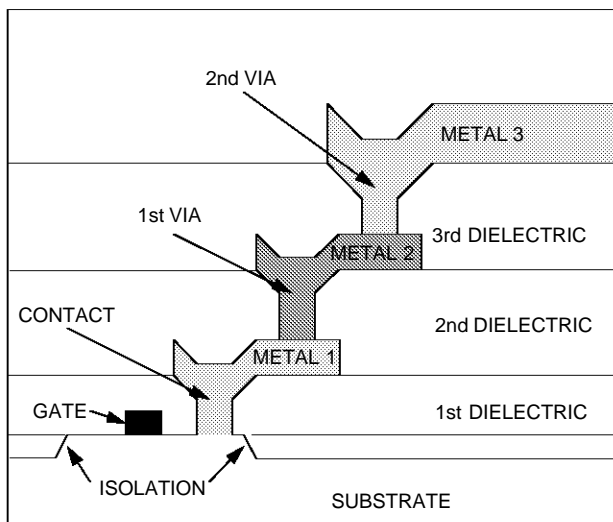 2nd VIA
METAL 3
1st VIA
3rd DIELECTRIC
METAL 2
CONTACT
2nd DIELECTRIC
METAL 1
GATE
1st DIELECTRIC
ISOLATION
SUBSTRATE